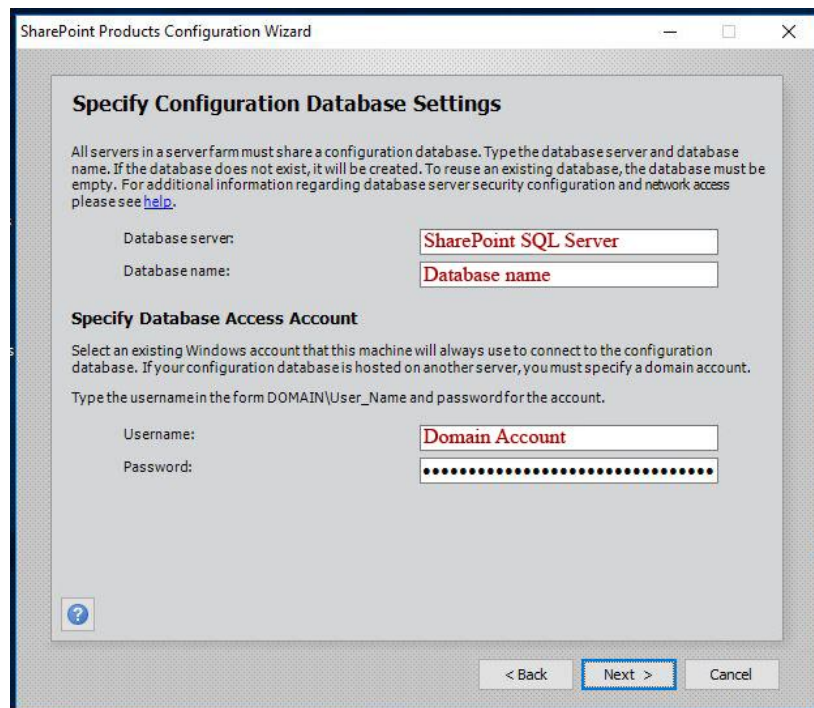 SharePoint Products Configuration Wizard
Specify Configuration Database Settings
All servers in a server farm must share a configuration database. Type the database server and database
name. If the database does not exist, it will be created. To reuse an existing database, the database must be
empty. For additional information regarding database server security configuration and network access
please see help.
Database server: SharePoint SQL Server
Database name: Database name
Specify Database Access Account
Select an existing Windows account that this machine will always use to connect to the configuration
database. If your configuration database is hosted on another server, you must specify a domain account.
Type the username in the form DOMAIN\User_Name and password for the account.
Username: Domain Account
Password: ●●●●●●●●●●●●●●●●●●●●●●●●●●●●●●●●
?
< Back Next > Cancel